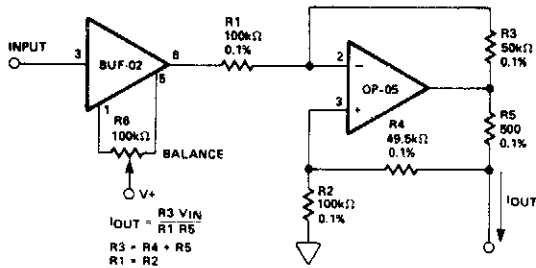 INPUT
3
BUF-02
6
1
5
R6
100kΩ
BALANCE
V+
R1
100kΩ
0.1%
2
−
OP-05
3
+
R3
50kΩ
0.1%
R4
49.5kΩ
0.1%
R5
500
0.1%
R2
100kΩ
0.1%
IOUT
IOUT = R3 VIN / R1 R5
R3 = R4 + R5
R1 = R2